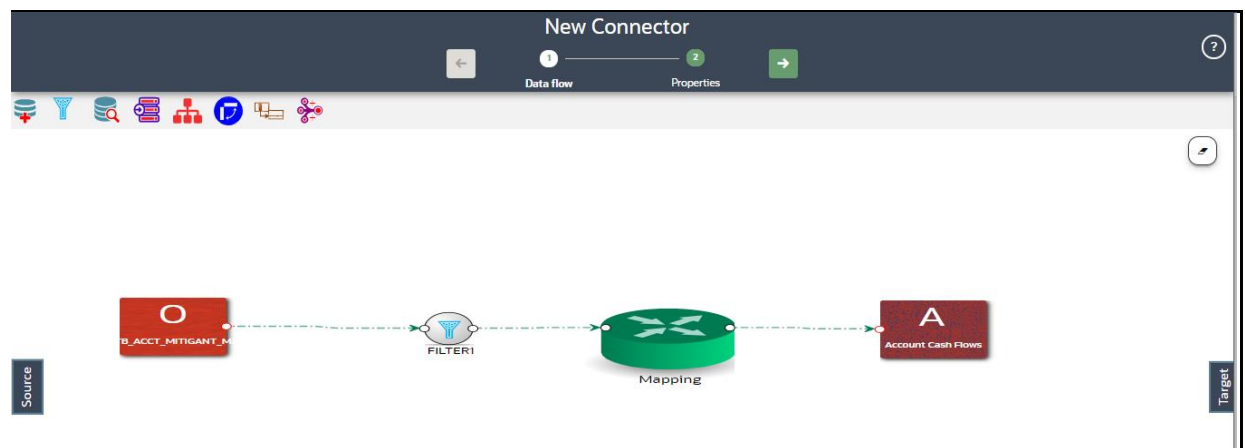 New Connector
1
2
Data flow
Properties
?
O
B_ACCT_MITIGANT_M
FILTER1
Mapping
A
Account Cash Flows
Source
Target